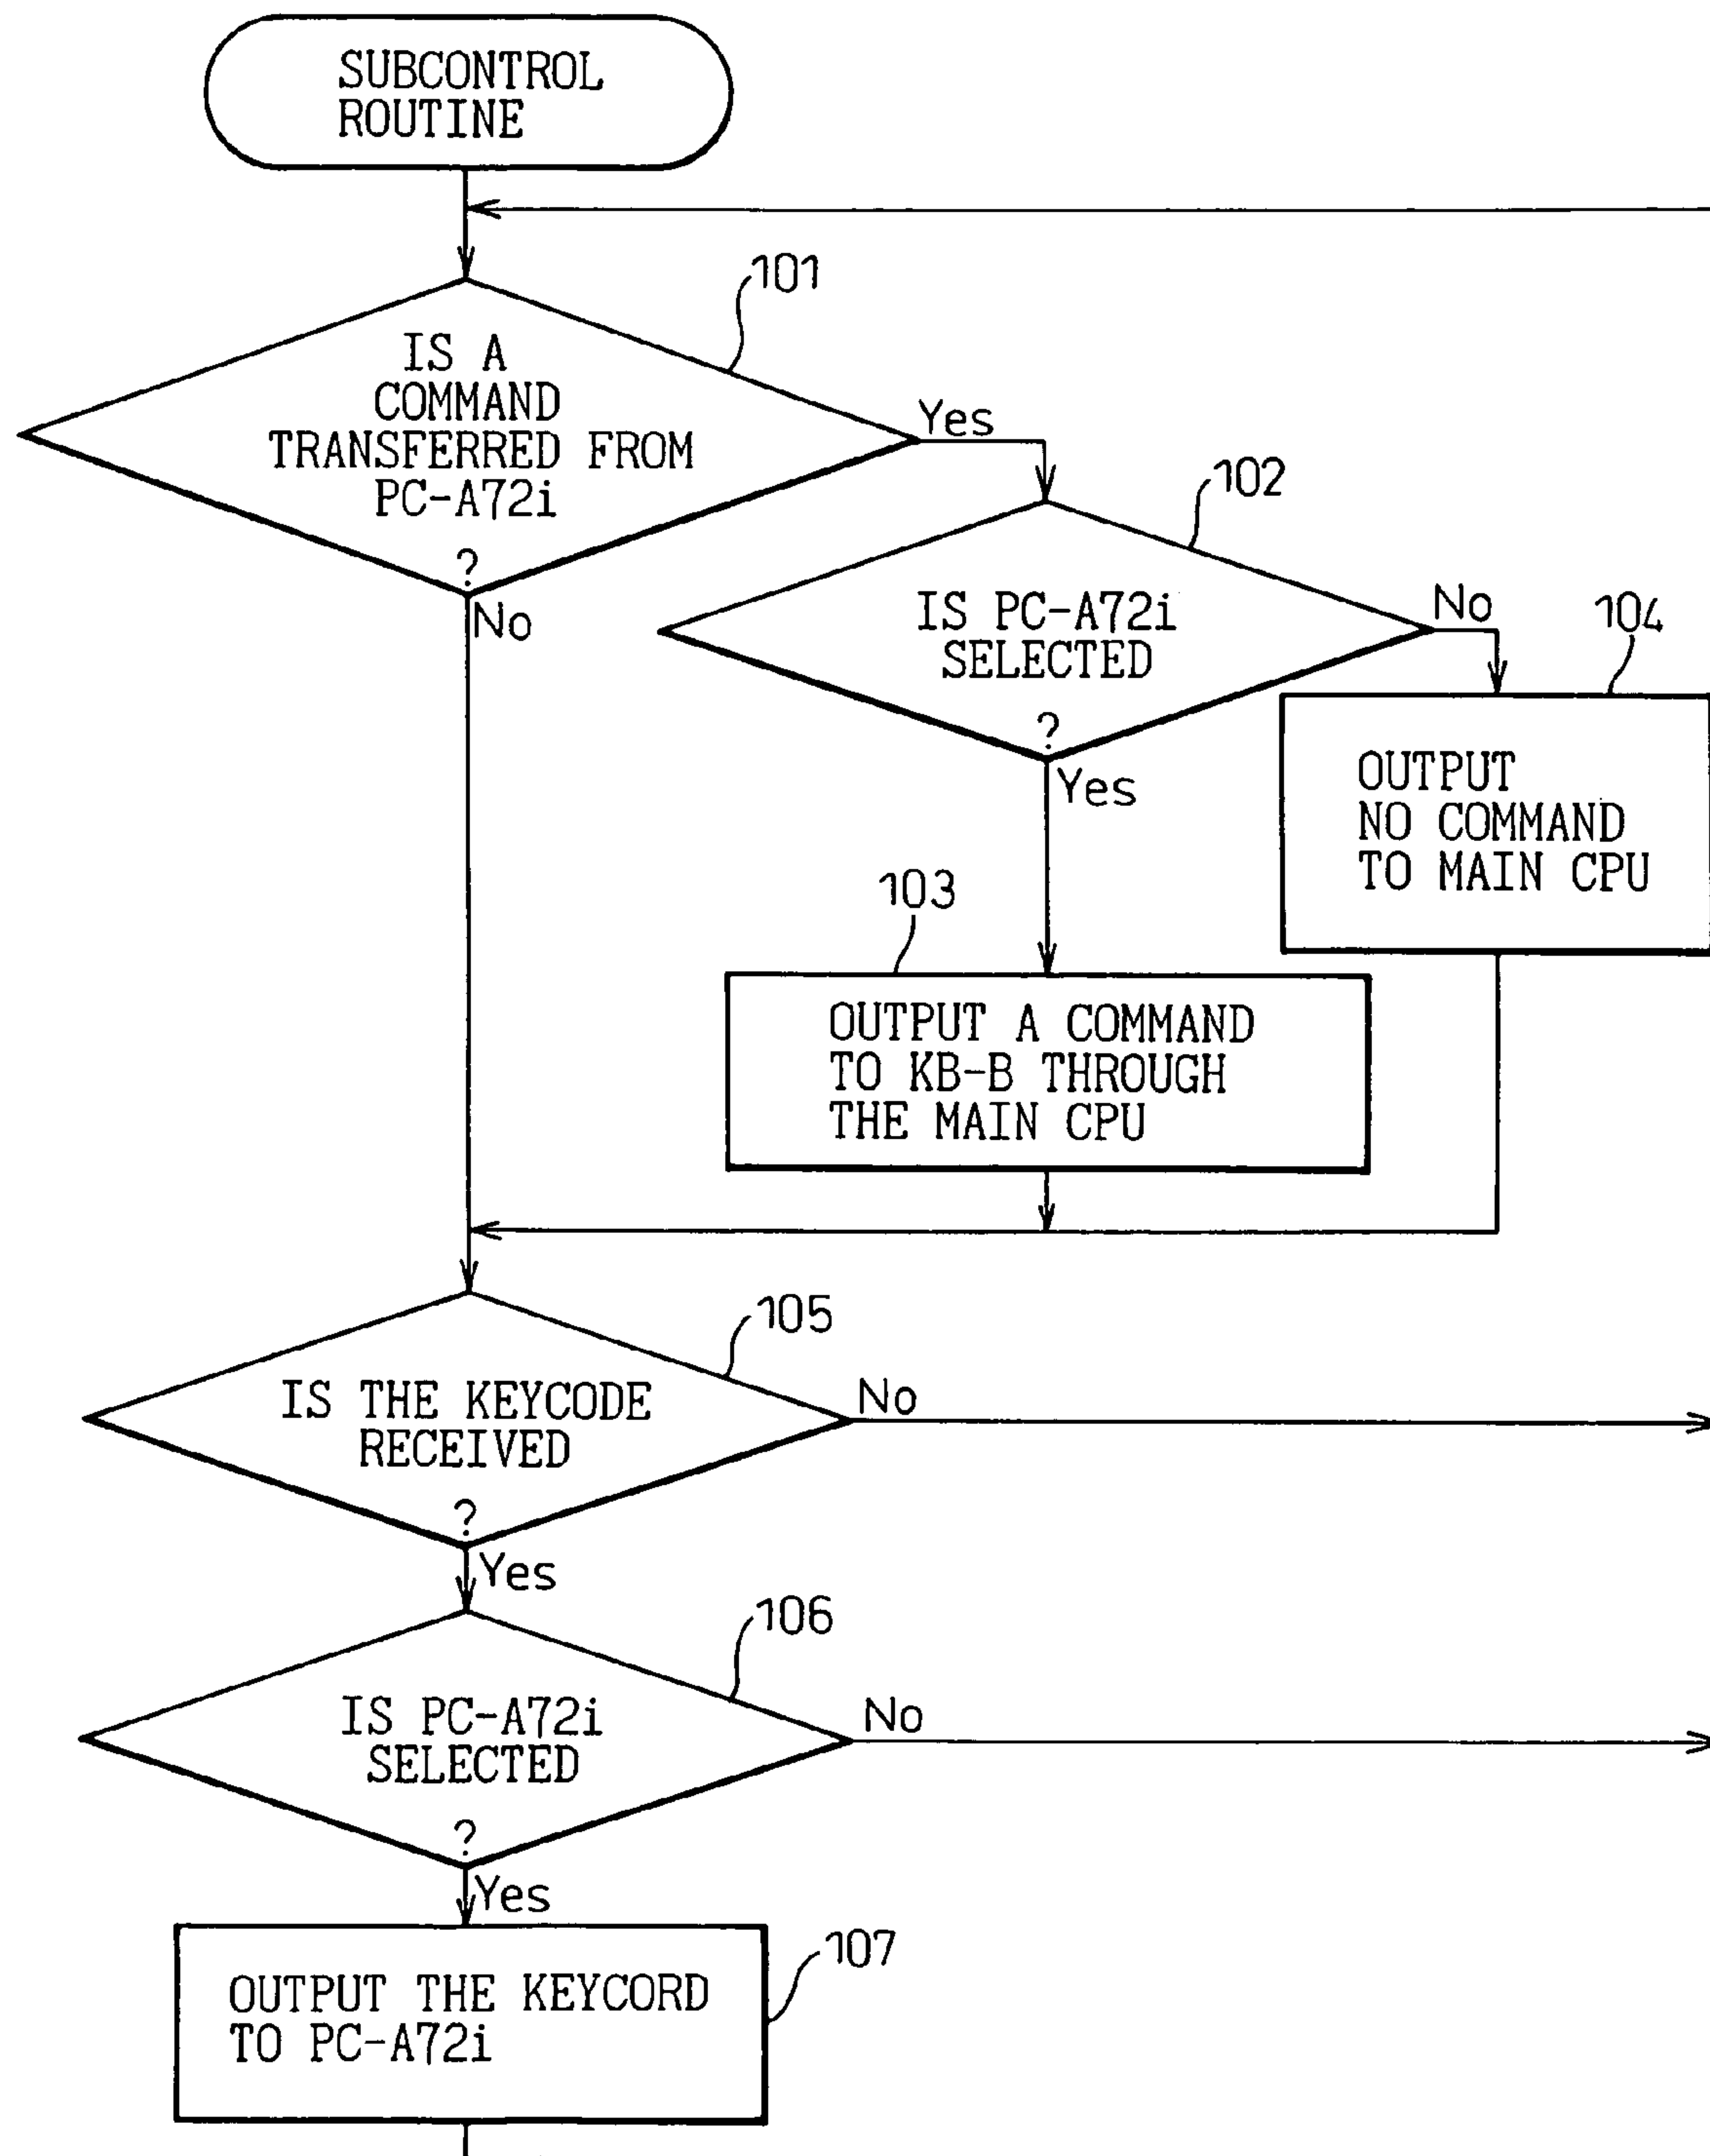 SUBCONTROL
ROUTINE
101
IS A
COMMAND
TRANSFERRED FROM
PC-A72i
?
Yes
No
102
IS PC-A72i
SELECTED
?
No
Yes
104
OUTPUT
NO COMMAND
TO MAIN CPU
103
OUTPUT A COMMAND
TO KB-B THROUGH
THE MAIN CPU
105
IS THE KEYCODE
RECEIVED
?
No
Yes
106
IS PC-A72i
SELECTED
?
No
Yes
107
OUTPUT THE KEYCORD
TO PC-A72i